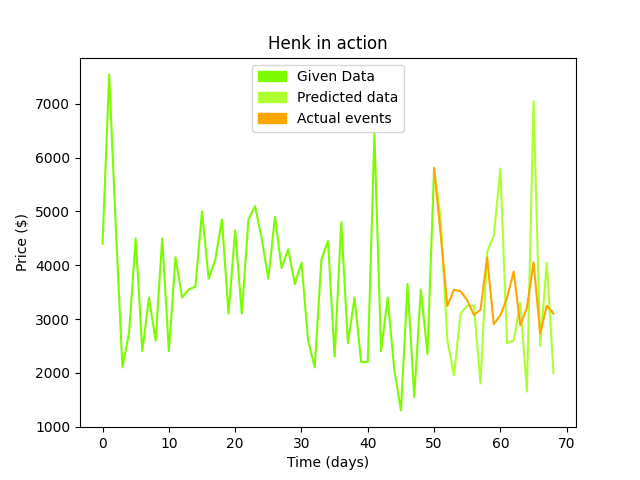 Henk in action
Given Data
Predicted data
Actual events
Price ($)
7000
6000
5000
4000
3000
2000
1000
0 10 20 30 40 50 60 70
Time (days)